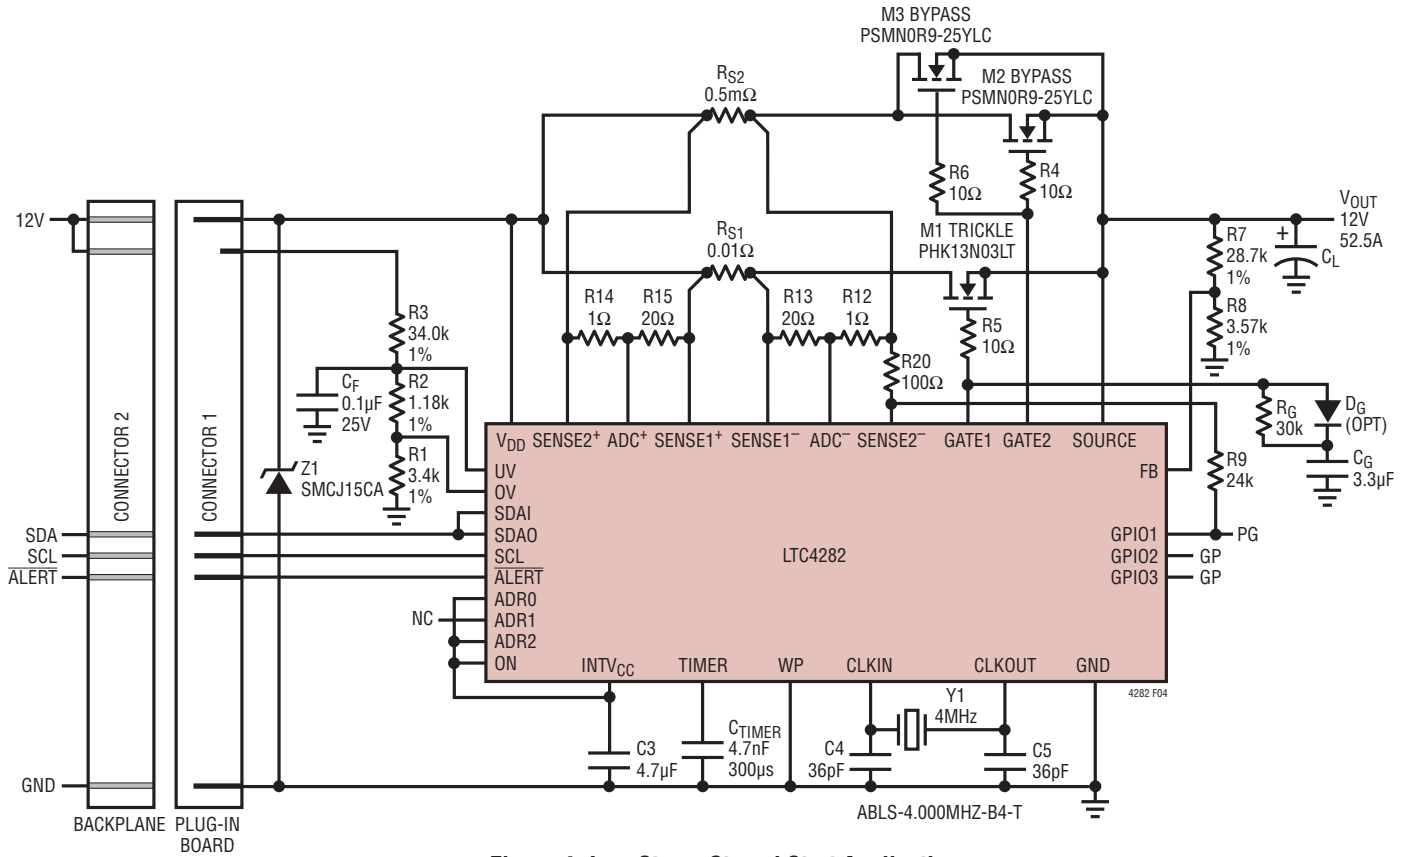 M3 BYPASS
PSMN0R9-25YLC
M2 BYPASS
PSMN0R9-25YLC
RS2
0.5mΩ
R6
10Ω
R4
10Ω
12V
RS1
0.01Ω
M1 TRICKLE
PHK13N03LT
VOUT
12V
52.5A
R7
28.7k
1%
+
CL
R14
1Ω
R15
20Ω
R13
20Ω
R12
1Ω
R3
34.0k
1%
R5
10Ω
R8
3.57k
1%
R20
100Ω
CF
0.1µF
25V
R2
1.18k
1%
RG
30k
DG
(OPT)
CONNECTOR 2
CONNECTOR 1
VDD
SENSE2+
ADC+
SENSE1+
SENSE1–
ADC–
SENSE2–
GATE1
GATE2
SOURCE
Z1
SMCJ15CA
R1
3.4k
1%
UV
OV
SDAI
SDAO
SCL
ALERT
ADR0
ADR1
ADR2
ON
FB
R9
24k
CG
3.3µF
SDA
SCL
ALERT
LTC4282
GPIO1
GPIO2
GPIO3
PG
GP
GP
NC
INTVCC
TIMER
WP
CLKIN
CLKOUT
GND
4282 F04
Y1
4MHz
C3
4.7µF
CTIMER
4.7nF
300µs
C4
36pF
C5
36pF
GND
ABLS-4.000MHZ-B4-T
BACKPLANE
PLUG-IN
BOARD